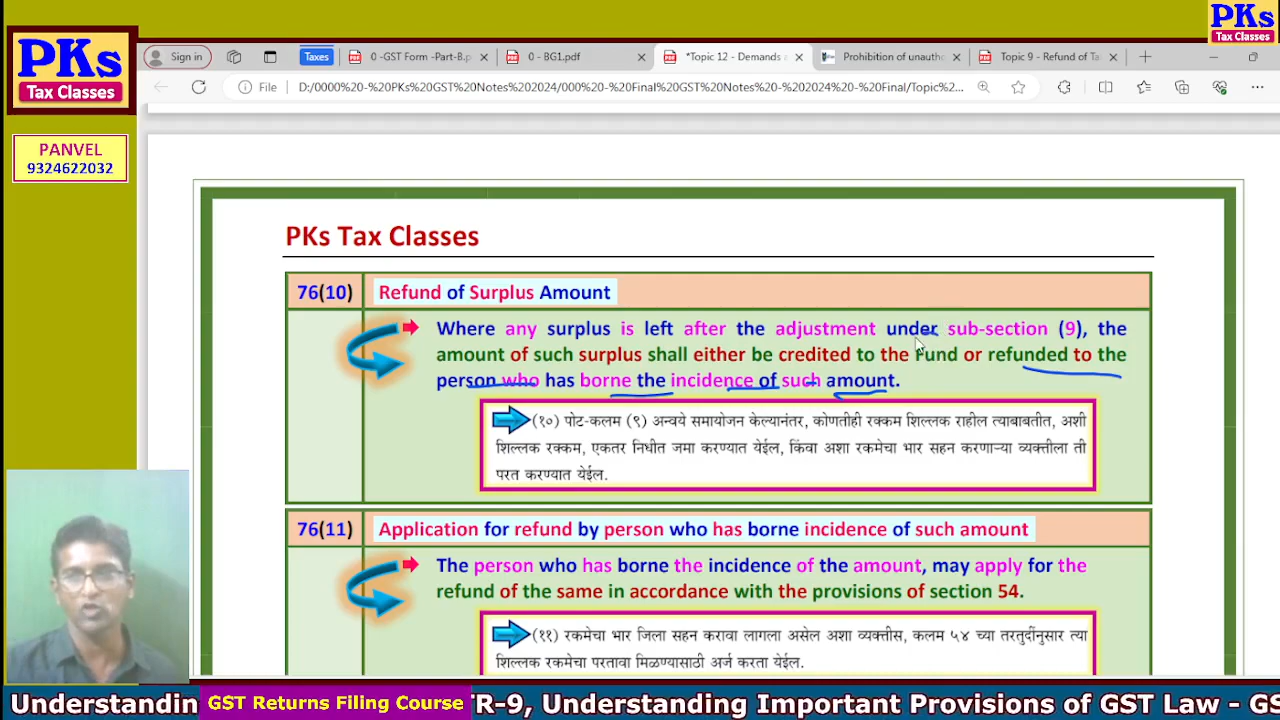 PKs
Tax Classes
PKs
Tax Classes
Sign in
Taxes
0 -GST Form -Part-B.p
0 - BG1.pdf
*Topic 12 - Demands a
Prohibition of unautho
Topic 9 - Refund of Ta
File
D:/0000%20-%20PKs%20GST%20Notes%202024/000%20-%20Final%20GST%20Notes%202024%20-%20Final/Topic%2...
PANVEL
9324622032
PKs Tax Classes
76(10) Refund of Surplus Amount
Where any surplus is left after the adjustment under sub-section (9), the
amount of such surplus shall either be credited to the Fund or refunded to the
person who has borne the incidence of such amount.
(१०) पोट-कलम (९) अन्वये समायोजन केल्यानंतर, कोणतीही रक्कम शिल्लक राहील त्याबाबतीत, अशी
शिल्लक रक्कम, एकतर निधीत जमा करण्यात येईल, किंवा अशा रकमेचा भार सहन करणाऱ्या व्यक्तीला ती
परत करण्यात येईल.
76(11) Application for refund by person who has borne incidence of such amount
The person who has borne the incidence of the amount, may apply for the
refund of the same in accordance with the provisions of section 54.
(११) रकमेचा भार जिला सहन करावा लागला असेल अशा व्यक्तीस, कलम ५४ च्या तरतुदींनुसार त्या
शिल्लक रकमेचा परतावा मिळण्यासाठी अर्ज करता येईल.
Understandin GST Returns Filing Course TR-9, Understanding Important Provisions of GST Law - GS